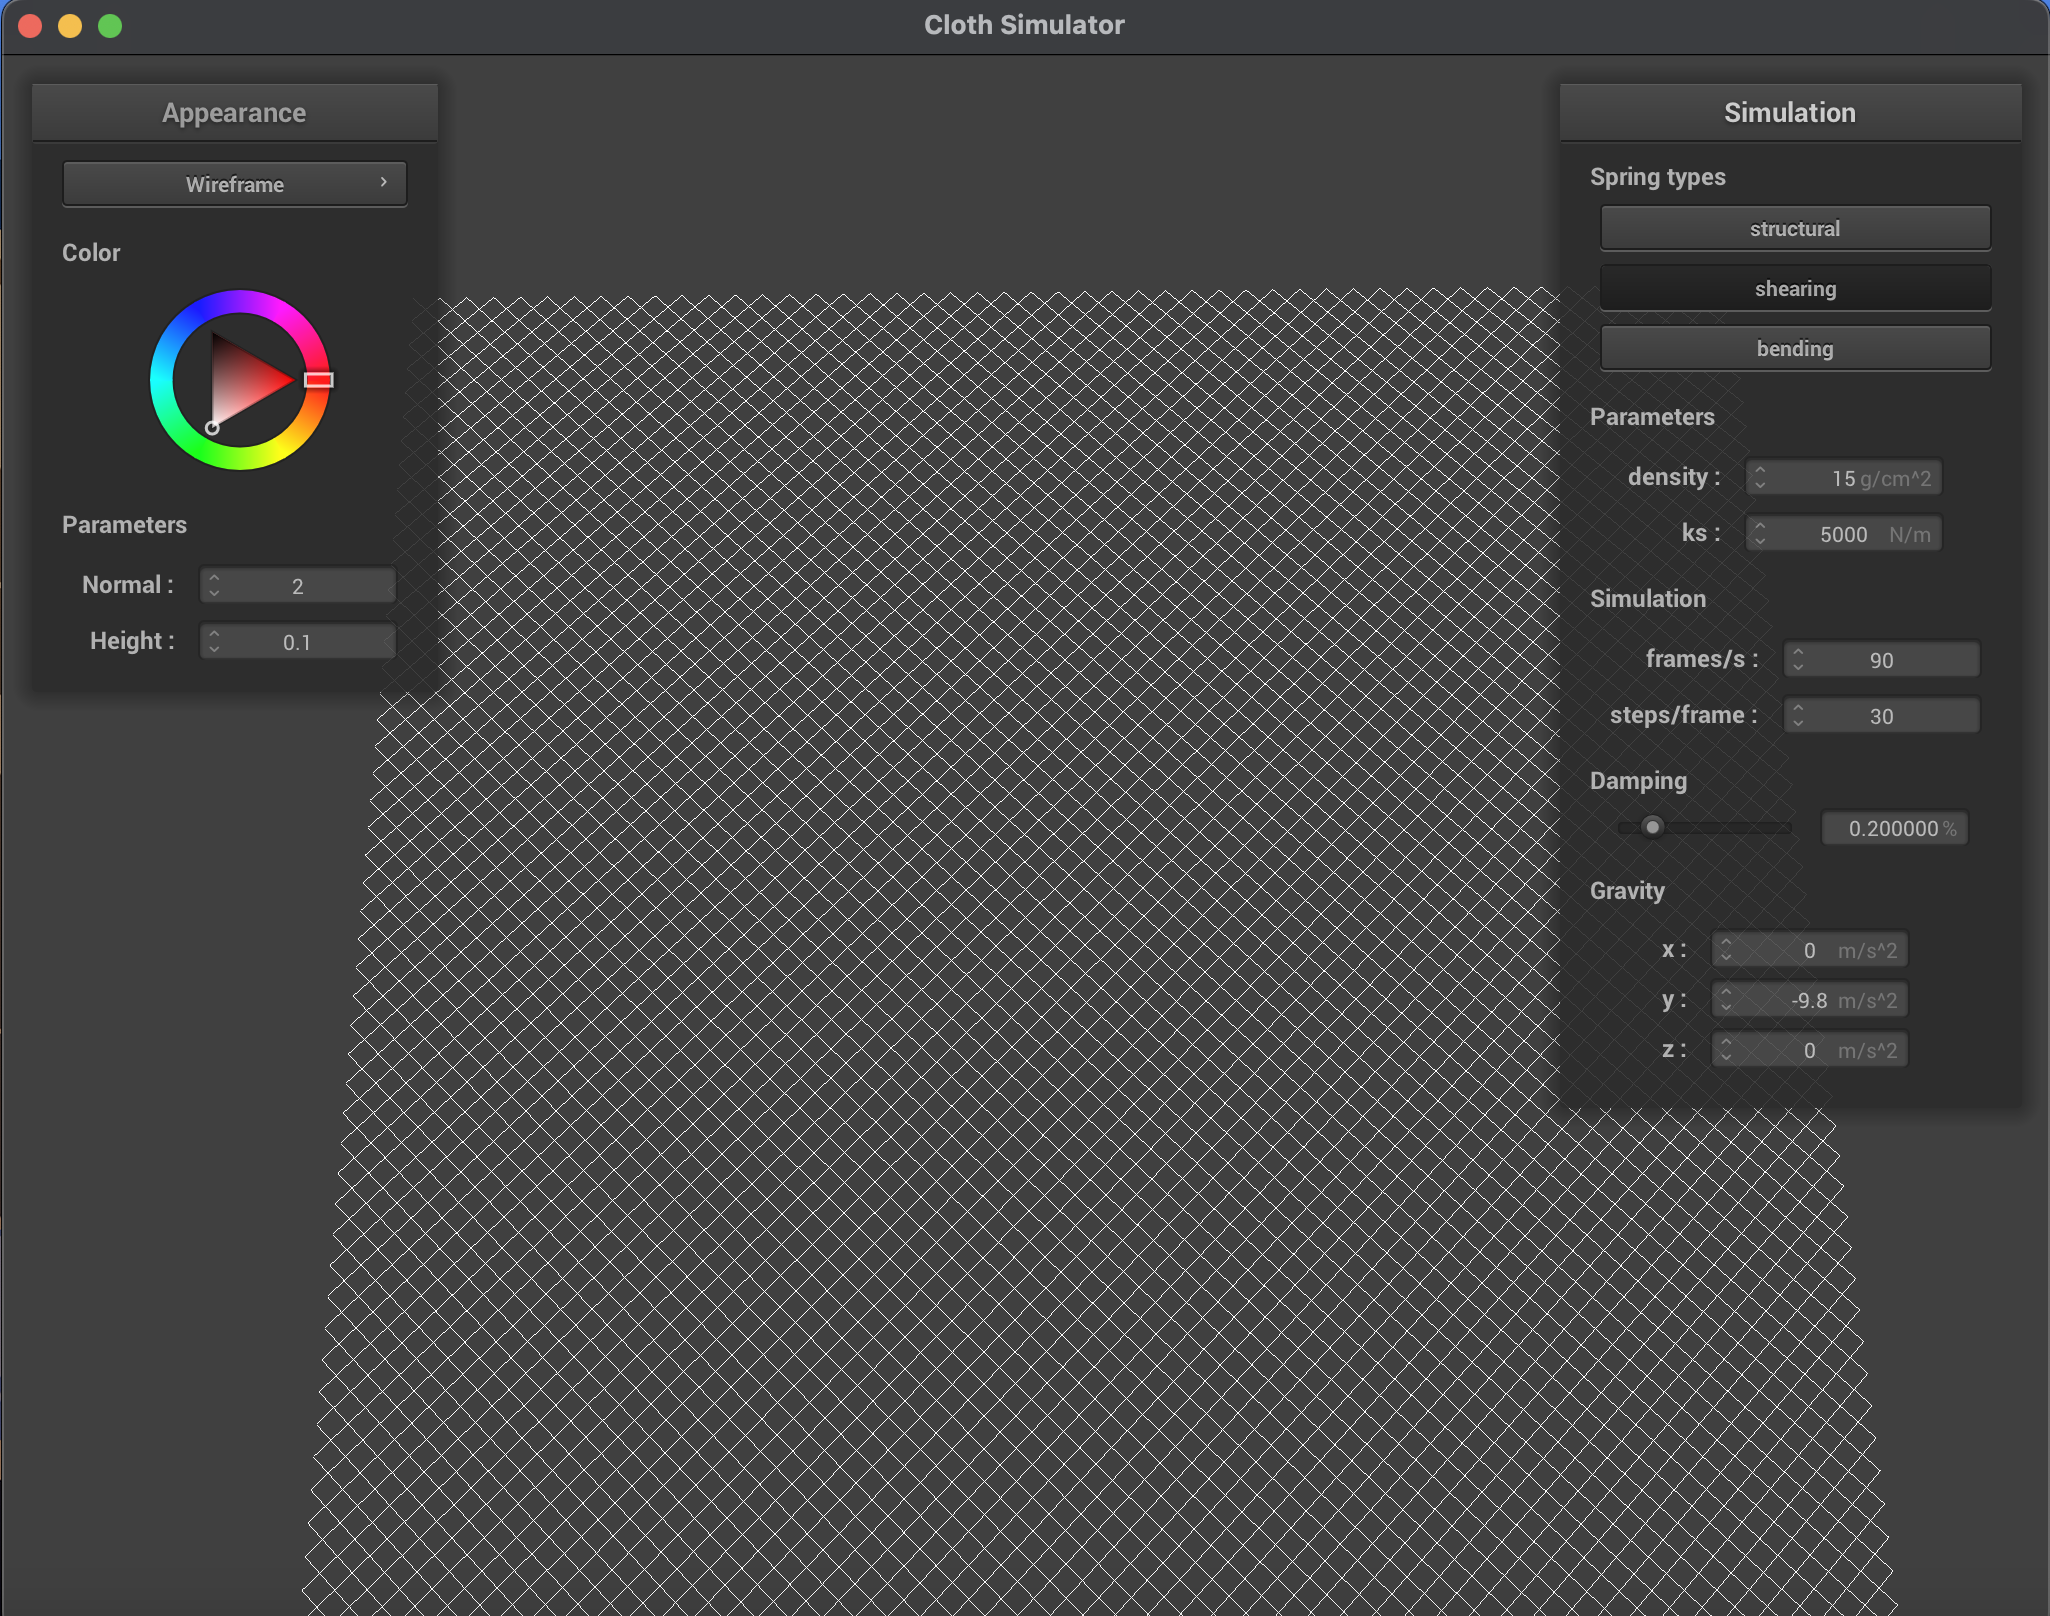 Cloth Simulator
Appearance
Wireframe
Color
Parameters
Normal : 2
Height : 0.1
Simulation
Spring types
structural
shearing
bending
Parameters
density : 15 g/cm^2
ks : 5000 N/m
Simulation
frames/s : 90
steps/frame : 30
Damping
0.200000 %
Gravity
x : 0 m/s^2
y : -9.8 m/s^2
z : 0 m/s^2